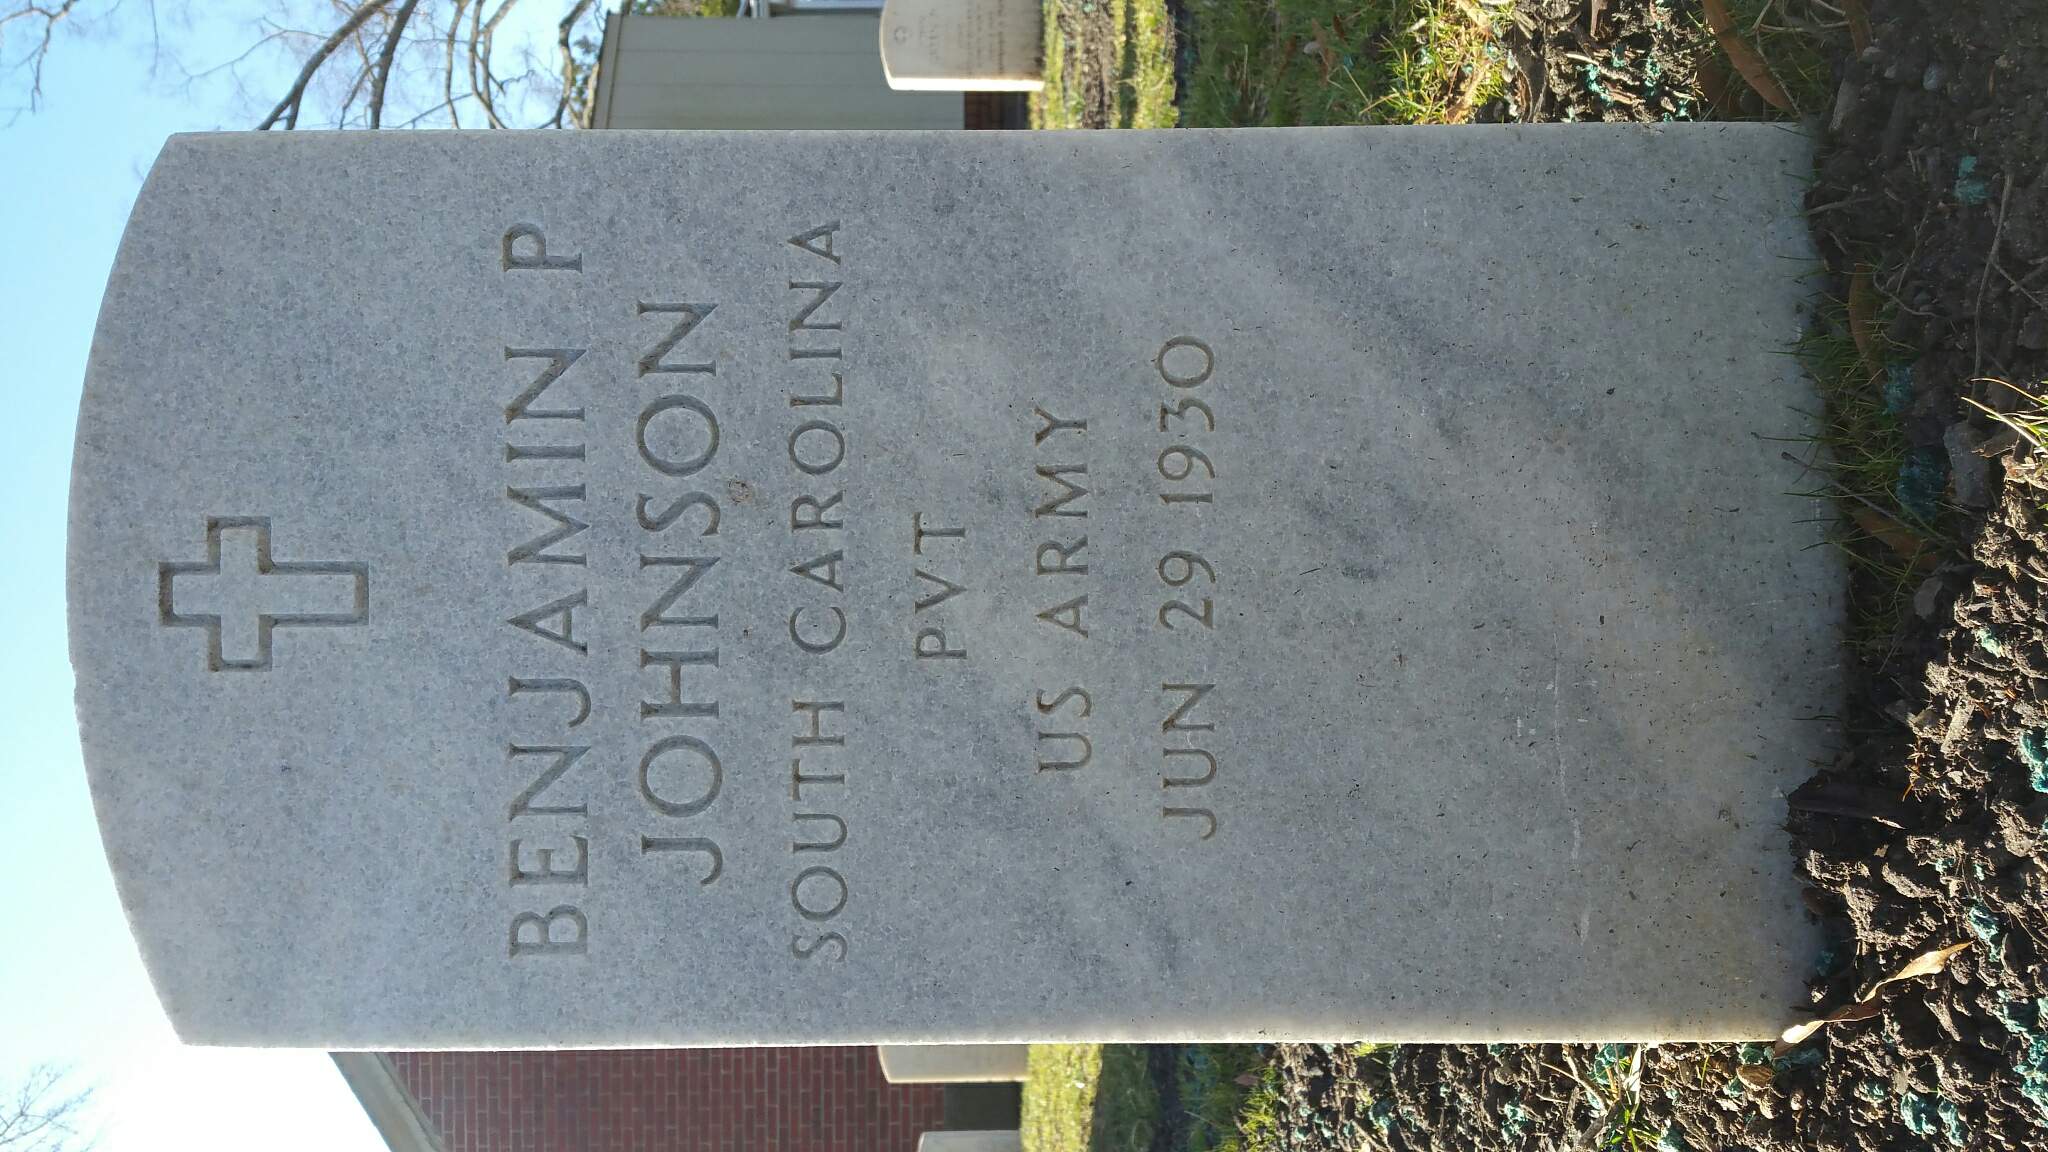 BENJAMIN P
JOHNSON
SOUTH CAROLINA
PVT
US ARMY
JUN 29 1930